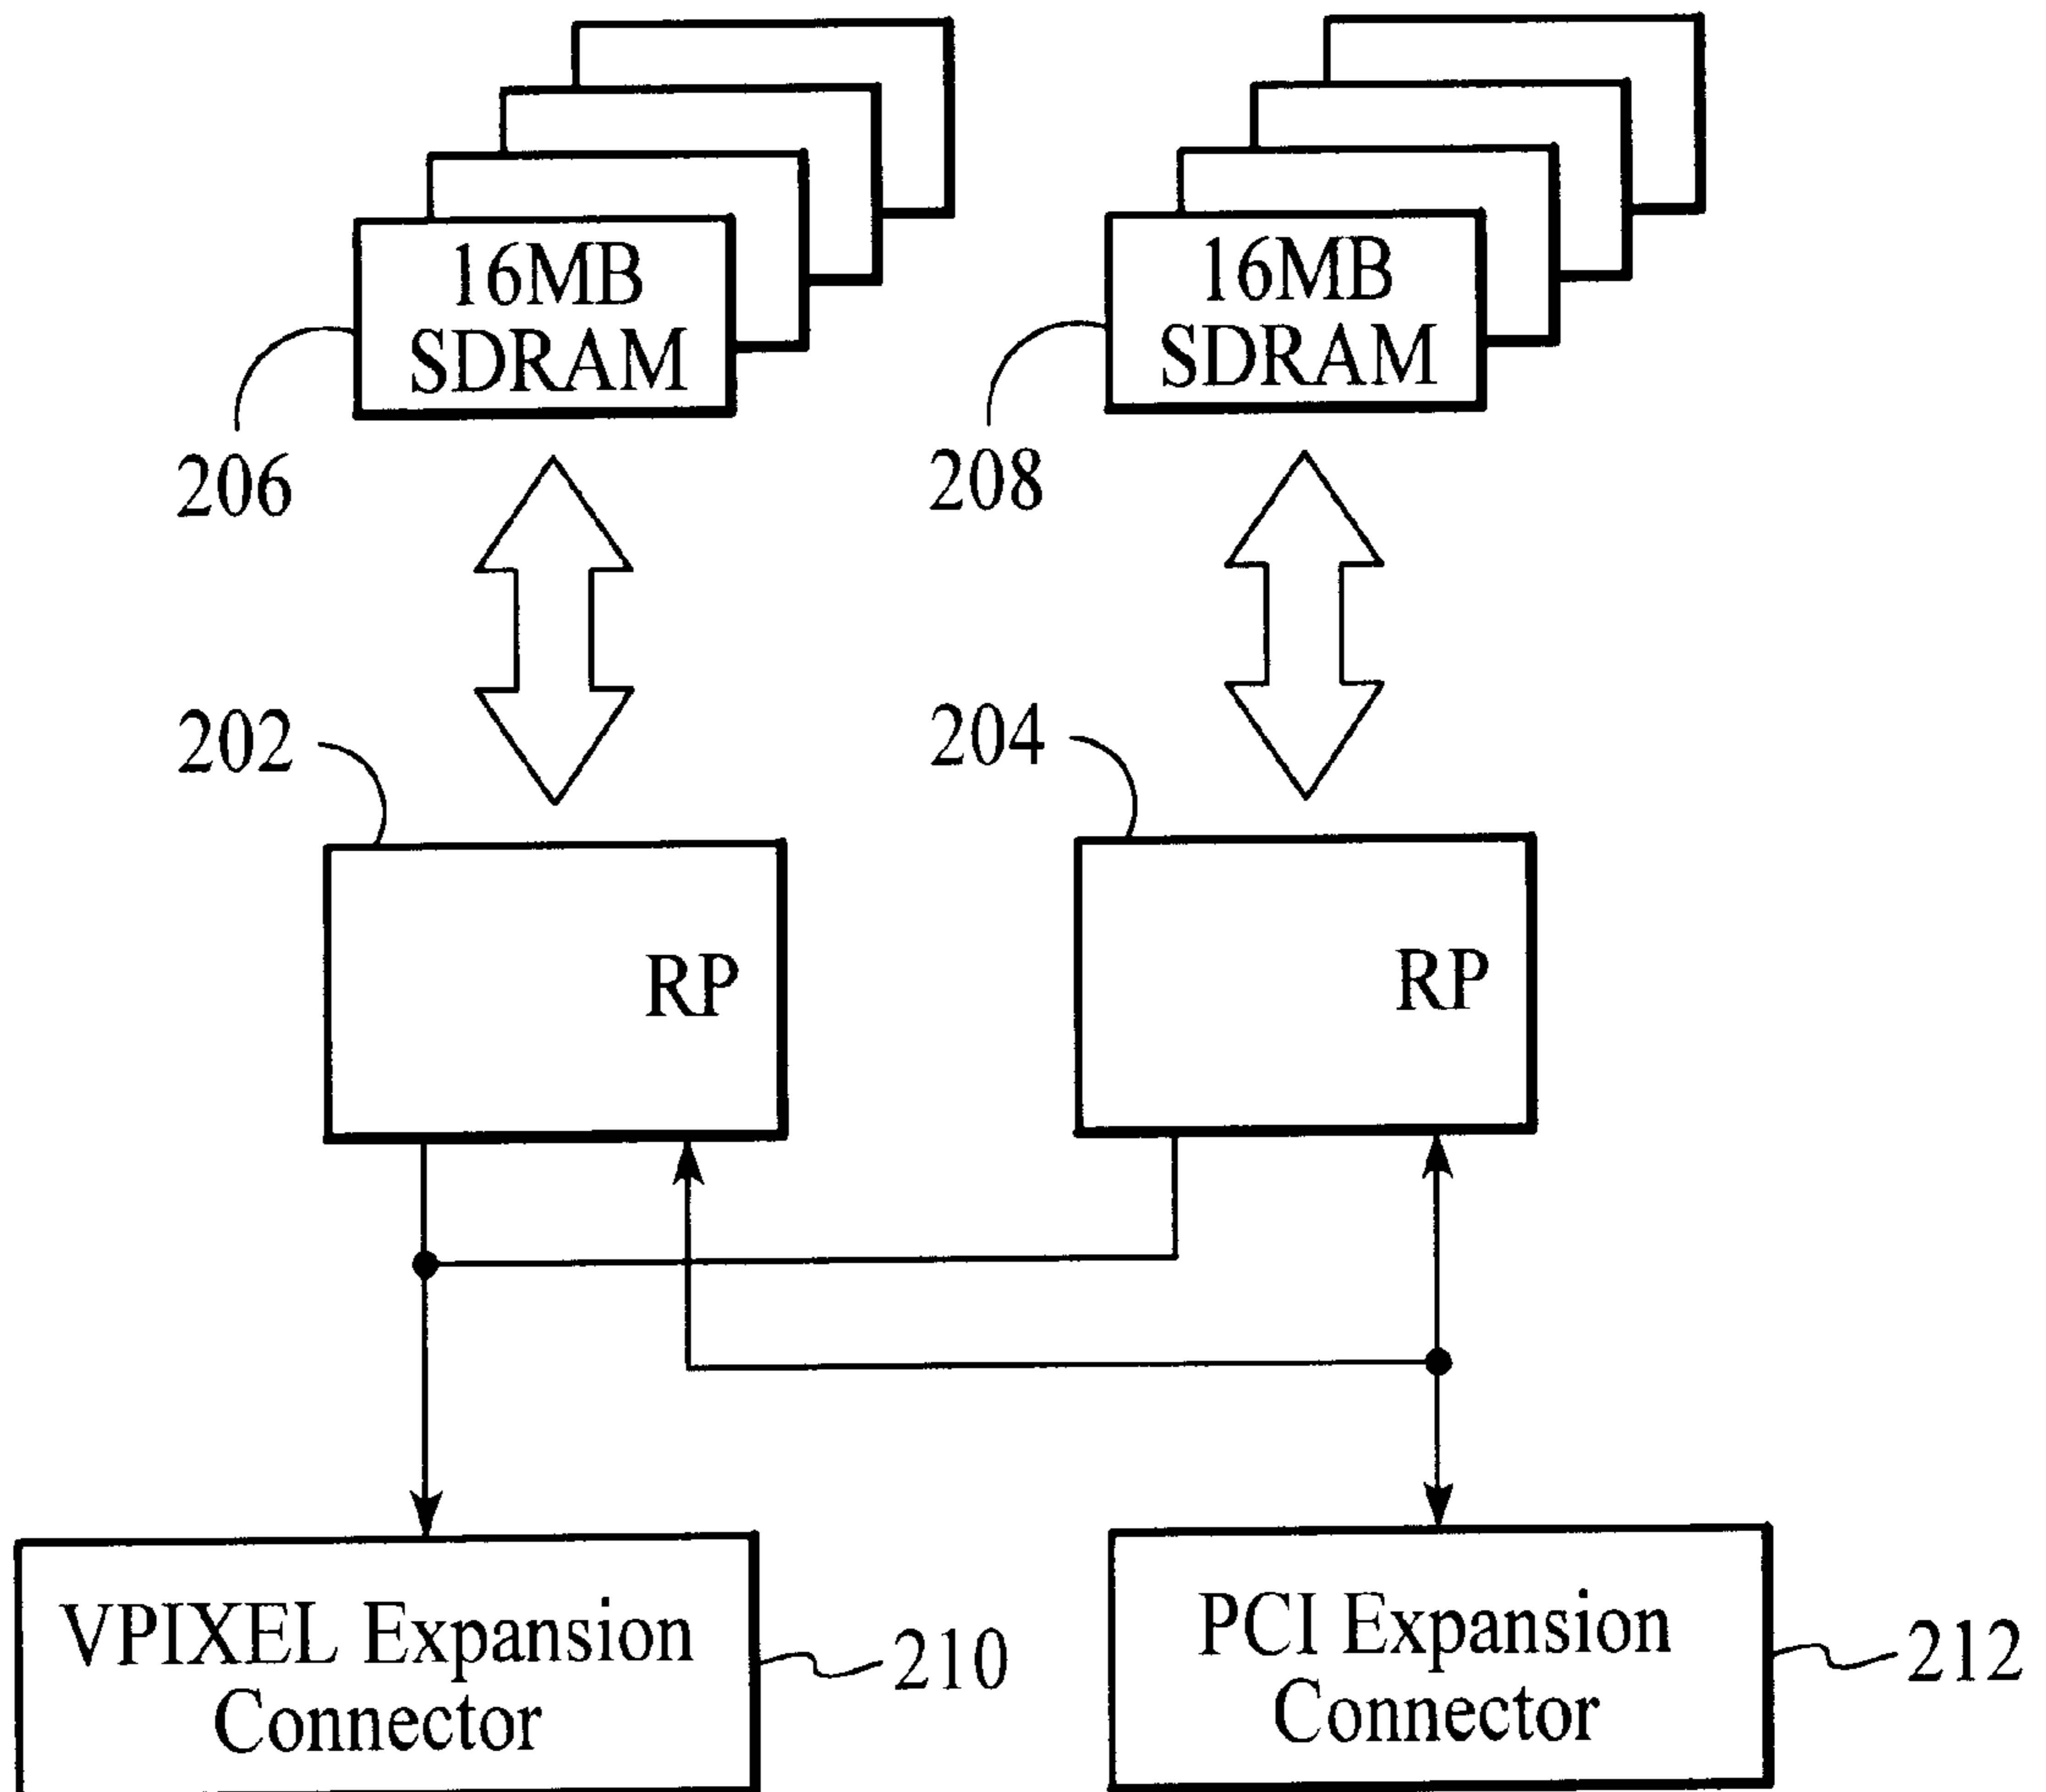 16MB
SDRAM
16MB
SDRAM
206
208
202
204
RP
RP
VPIXEL Expansion
Connector
210
PCI Expansion
Connector
212